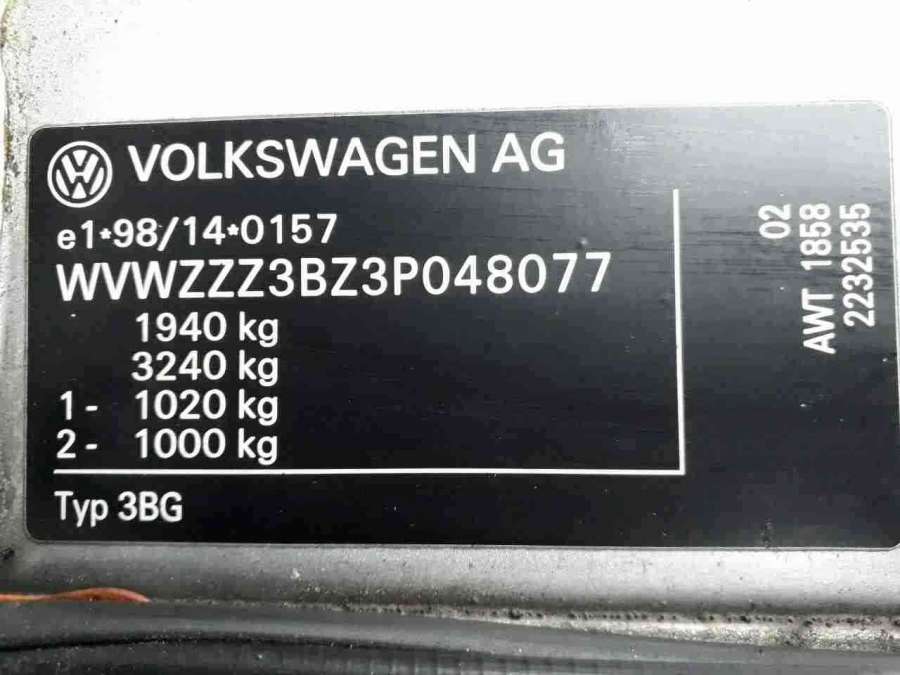 VOLKSWAGEN AG
e1*98/14*0157
WVWZZZ3BZ3P048077
1940 kg
3240 kg
1- 1020 kg
2- 1000 kg
Typ 3BG
02
AWT 1858
2232535